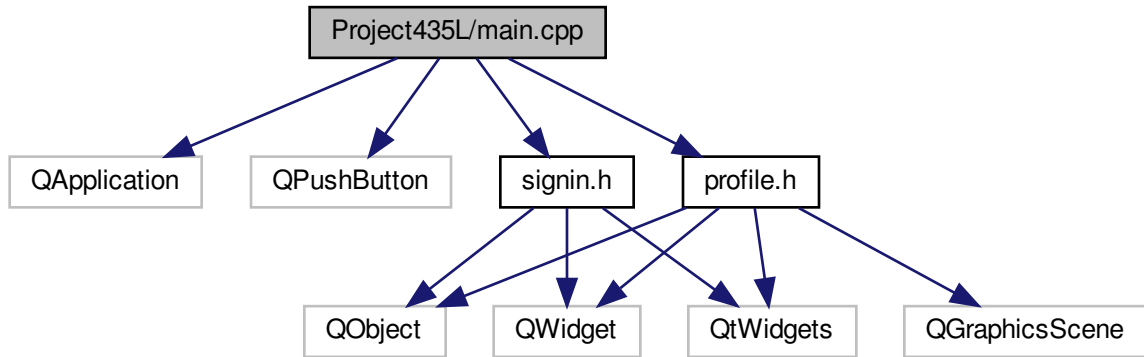 Project435L/main.cpp
QApplication
QPushButton
signin.h
profile.h
QObject
QWidget
QtWidgets
QGraphicsScene